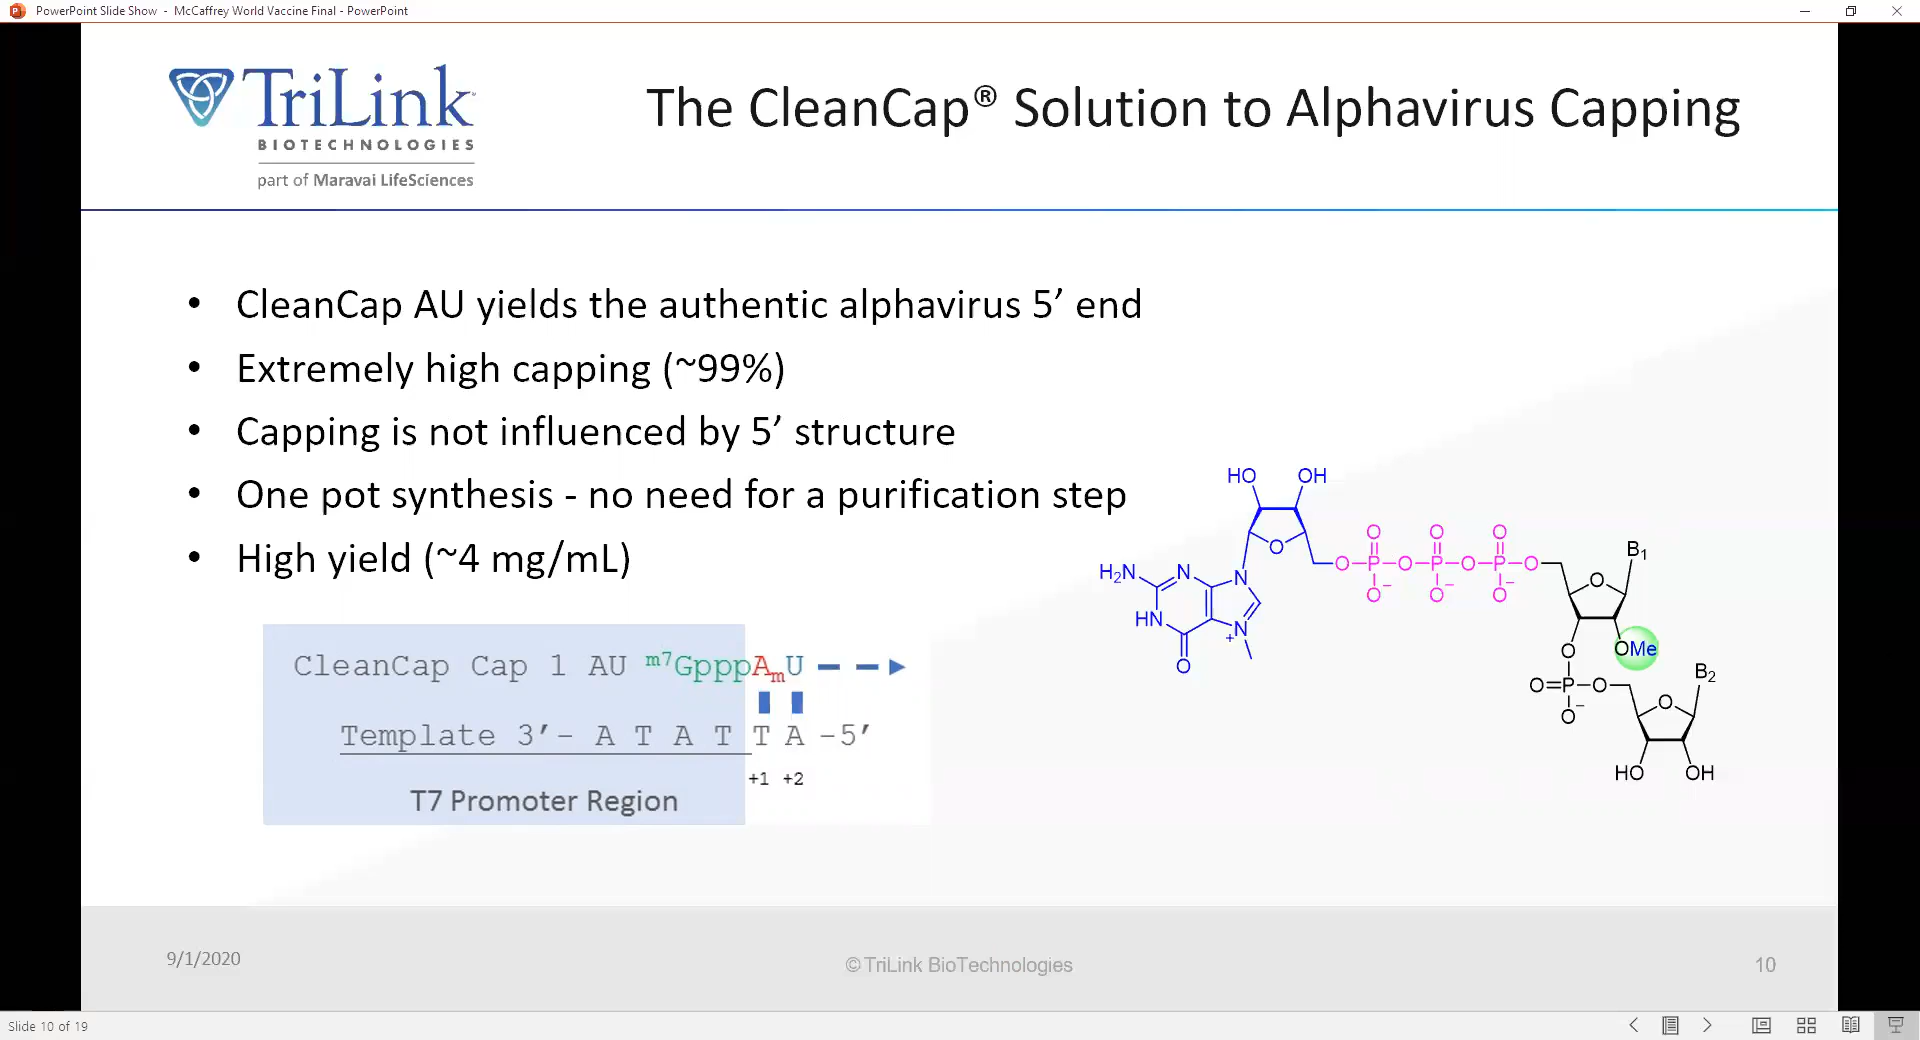 PowerPoint Slide Show - McCaffrey World Vaccine Final - PowerPoint
TriLink
BIOTECHNOLOGIES
part of Maravai LifeSciences
The CleanCap® Solution to Alphavirus Capping
• CleanCap AU yields the authentic alphavirus 5’ end
• Extremely high capping (~99%)
• Capping is not influenced by 5’ structure
• One pot synthesis - no need for a purification step
• High yield (~4 mg/mL)
CleanCap Cap 1 AU m7GpppAmU
Template 3’- A T A T T A -5’
+1 +2
T7 Promoter Region
HO OH
O O O
B1
H2N N N O O P O P O P O O
O− O− O−
HN N+
O OMe
O
B2
O=P-O O
O−
HO OH
9/1/2020
© TriLink BioTechnologies
10
Slide 10 of 19